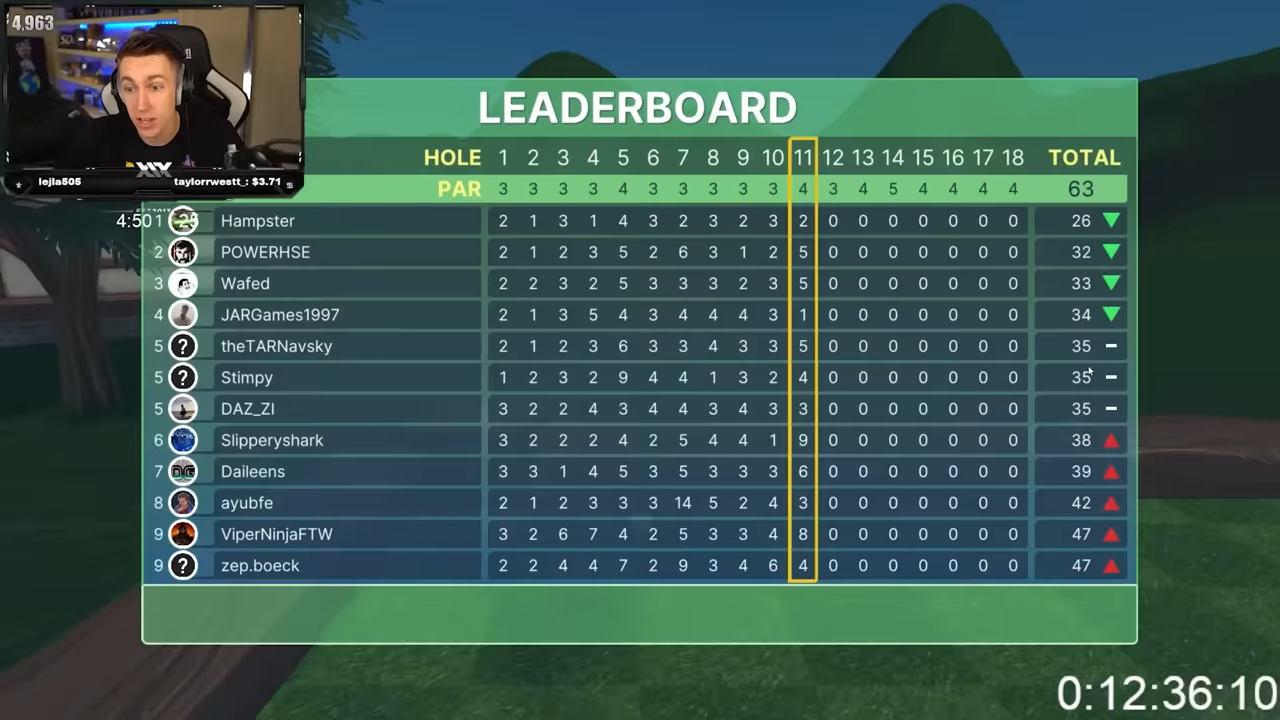 4,963
lejla505 taylorrwestt_: $3.71
LEADERBOARD
HOLE 1 2 3 4 5 6 7 8 9 10 11 12 13 14 15 16 17 18 TOTAL
PAR 3 3 3 3 4 3 3 3 3 3 4 3 4 5 4 4 4 4 63
4:50 1 25 Hampster 2 1 3 1 4 3 2 3 2 3 2 0 0 0 0 0 0 0 26
2 POWERHSE 2 1 2 3 5 2 6 3 1 2 5 0 0 0 0 0 0 0 32
3 Wafed 2 2 3 2 5 3 3 3 2 3 5 0 0 0 0 0 0 0 33
4 JARGames1997 2 1 3 5 4 3 4 4 4 3 1 0 0 0 0 0 0 0 34
5 ? theTARNavsky 2 1 2 3 6 3 3 4 3 3 5 0 0 0 0 0 0 0 35
5 ? Stimpy 1 2 3 2 9 4 4 1 3 2 4 0 0 0 0 0 0 0 35
5 DAZ_ZI 3 2 2 4 3 4 4 3 4 3 3 0 0 0 0 0 0 0 35
6 Slipperyshark 3 2 2 2 4 2 5 4 4 1 9 0 0 0 0 0 0 0 38
7 Daileens 3 3 1 4 5 3 5 3 3 3 6 0 0 0 0 0 0 0 39
8 ayubfe 2 1 2 3 3 3 14 5 2 4 3 0 0 0 0 0 0 0 42
9 ViperNinjaFTW 3 2 6 7 4 2 5 3 3 4 8 0 0 0 0 0 0 0 47
9 ? zep.boeck 2 2 4 4 7 2 9 3 4 6 4 0 0 0 0 0 0 0 47
0:12:36:10